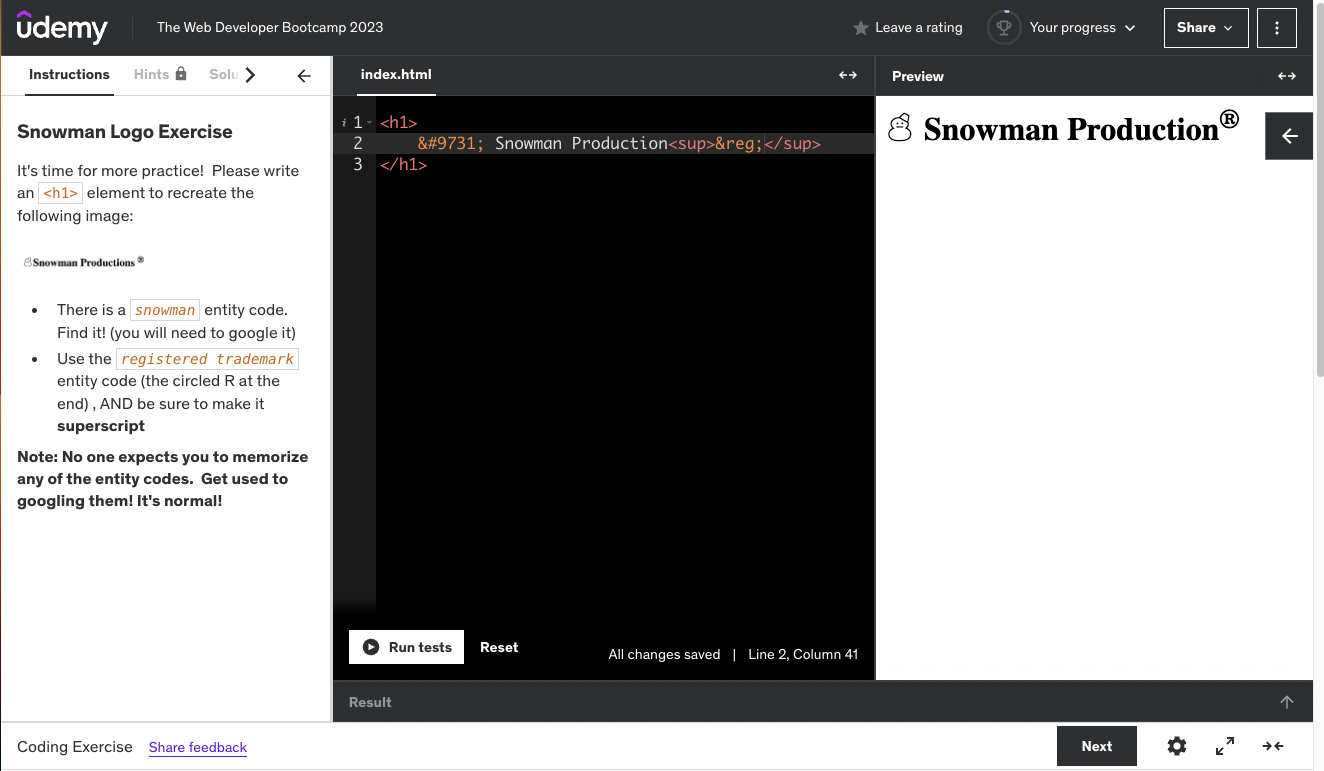 udemy
The Web Developer Bootcamp 2023
Leave a rating
Your progress
Share
Instructions
Hints
Solu
index.html
Preview
Snowman Logo Exercise
It's time for more practice!  Please write
an <h1> element to recreate the
following image:
☃Snowman Productions ®
• There is a snowman entity code.
Find it! (you will need to google it)
• Use the registered trademark
entity code (the circled R at the
end) , AND be sure to make it
superscript
Note: No one expects you to memorize
any of the entity codes.  Get used to
googling them! It's normal!
i 1 <h1>
2     &#9731; Snowman Production<sup>&reg;</sup>
3 </h1>
☃ Snowman Production®
Run tests
Reset
All changes saved | Line 2, Column 41
Result
Coding Exercise
Share feedback
Next